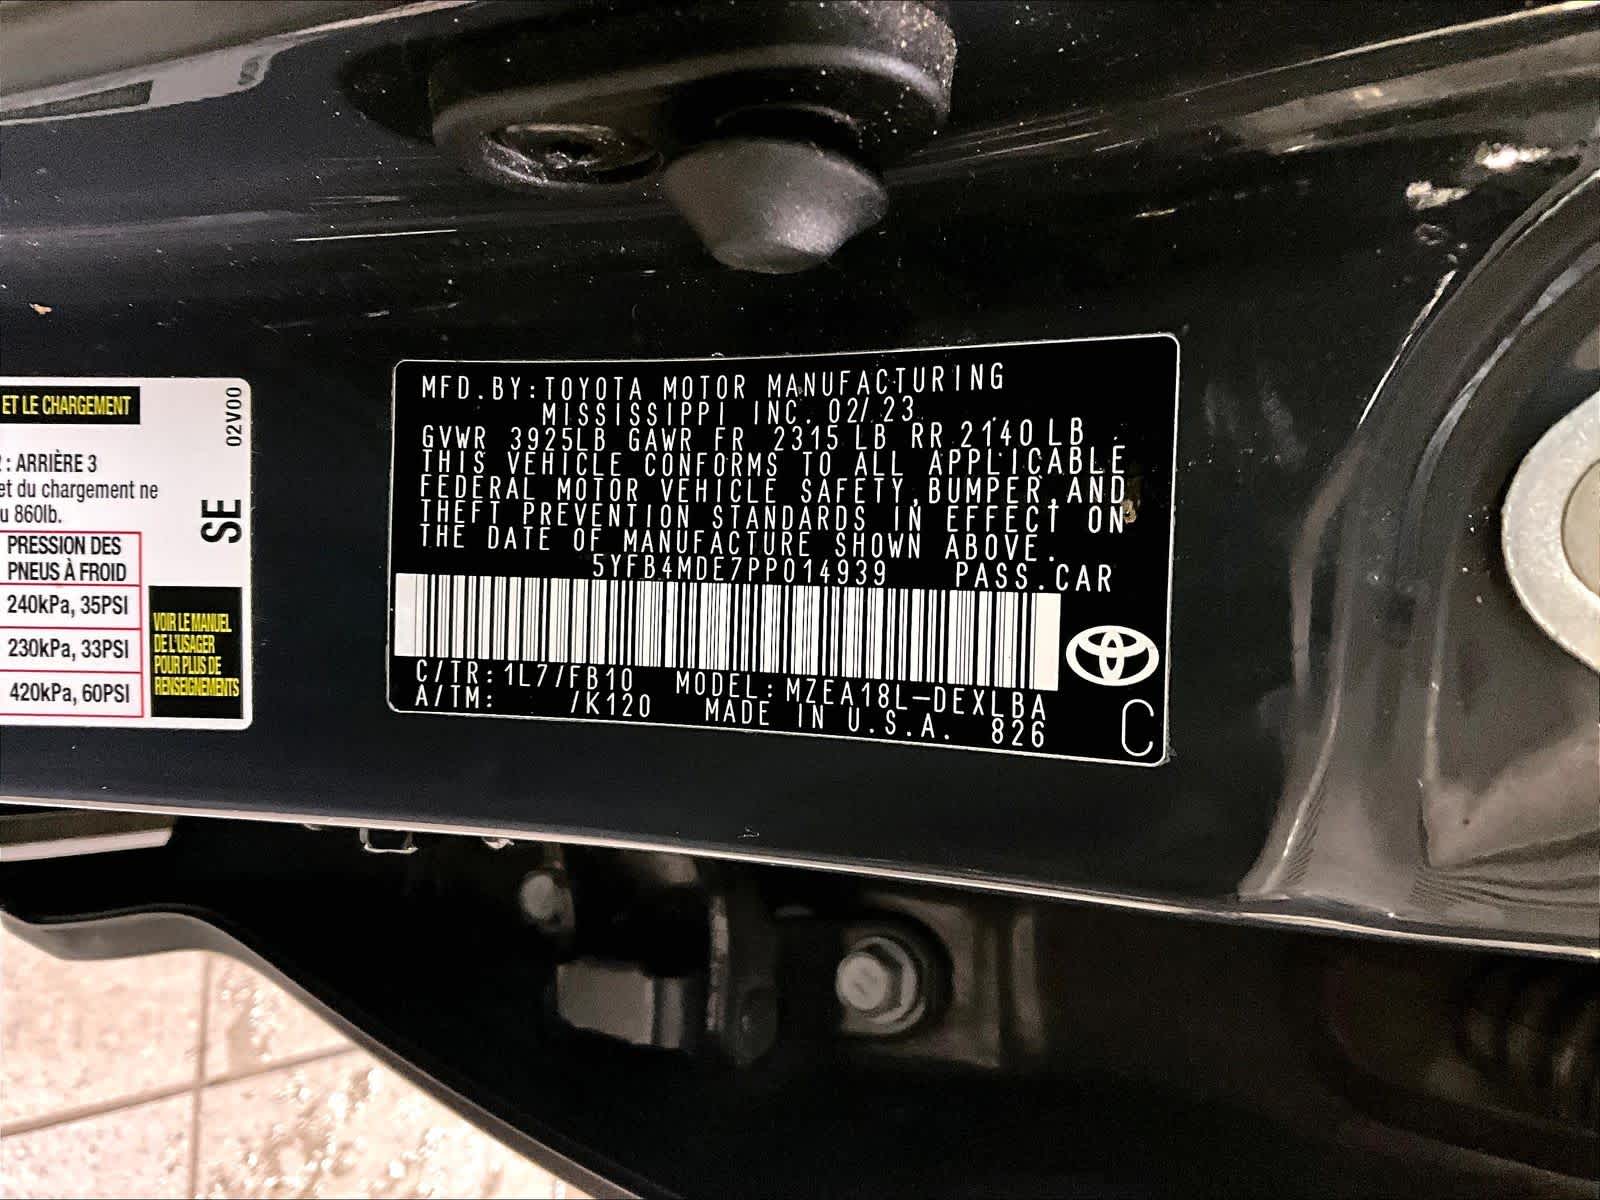 ET LE CHARGEMENT
02V00
: ARRIÈRE 3
et du chargement ne
860lb.
SE
PRESSION DES
PNEUS À FROID
240kPa, 35PSI
230kPa, 33PSI
420kPa, 60PSI
VOIR LE MANUEL
DE L'USAGER
POUR PLUS DE
RENSEIGNEMENTS
MFD.BY:TOYOTA MOTOR MANUFACTURING
MISSISSIPPI INC. 02/23
GVWR 3925LB GAWR FR 2315 LB RR 2140 LB
THIS VEHICLE CONFORMS TO ALL APPLICABLE
FEDERAL MOTOR VEHICLE SAFETY,BUMPER,AND
THEFT PREVENTION STANDARDS IN EFFECT ON
THE DATE OF MANUFACTURE SHOWN ABOVE.
5YFB4MDE7PP014939 PASS.CAR
C/TR:1L7/FB10 MODEL:MZEA18L-DEXLBA
A/TM: /K120 MADE IN U.S.A. 826
C